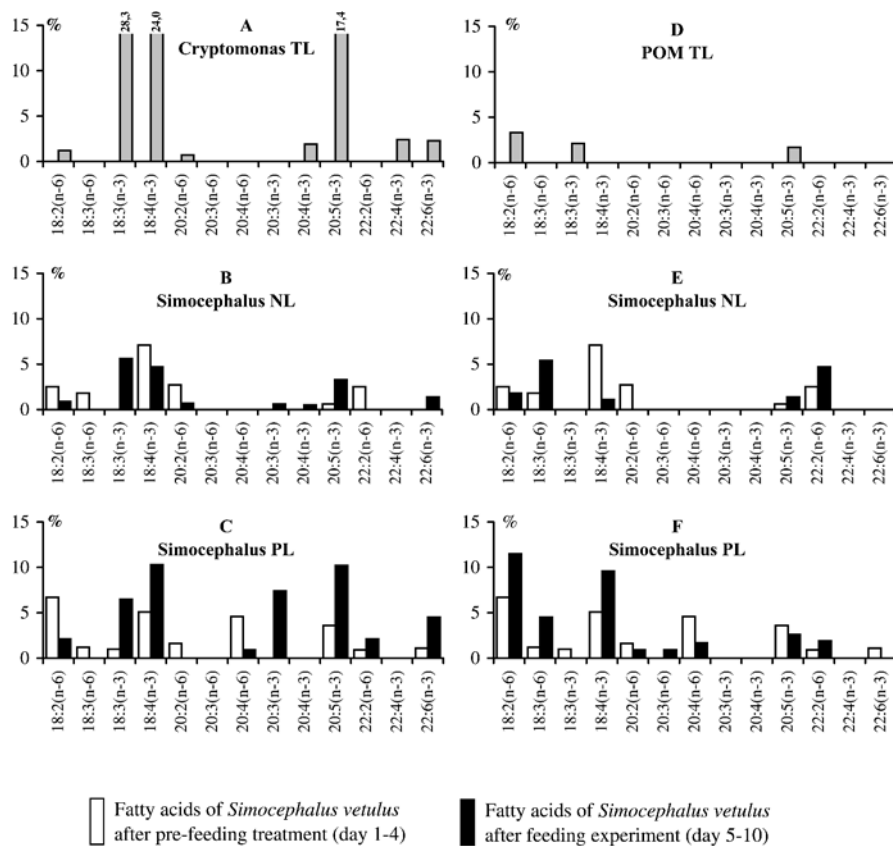 %
28,3
24,0
A
Cryptomonas TL
17,4
15
10
5
0
18:2(n-6)
18:3(n-6)
18:3(n-3)
18:4(n-3)
20:2(n-6)
20:3(n-6)
20:4(n-6)
20:3(n-3)
20:4(n-3)
20:5(n-3)
22:2(n-6)
22:4(n-3)
22:6(n-3)
%
D
POM TL
15
10
5
0
18:2(n-6)
18:3(n-6)
18:3(n-3)
18:4(n-3)
20:2(n-6)
20:3(n-6)
20:4(n-6)
20:3(n-3)
20:4(n-3)
20:5(n-3)
22:2(n-6)
22:4(n-3)
22:6(n-3)
%
B
Simocephalus NL
15
10
5
0
18:2(n-6)
18:3(n-6)
18:3(n-3)
18:4(n-3)
20:2(n-6)
20:3(n-6)
20:4(n-6)
20:3(n-3)
20:4(n-3)
20:5(n-3)
22:2(n-6)
22:4(n-3)
22:6(n-3)
%
E
Simocephalus NL
15
10
5
0
18:2(n-6)
18:3(n-6)
18:3(n-3)
18:4(n-3)
20:2(n-6)
20:3(n-6)
20:4(n-6)
20:3(n-3)
20:4(n-3)
20:5(n-3)
22:2(n-6)
22:4(n-3)
22:6(n-3)
%
C
Simocephalus PL
15
10
5
0
18:2(n-6)
18:3(n-6)
18:3(n-3)
18:4(n-3)
20:2(n-6)
20:3(n-6)
20:4(n-6)
20:3(n-3)
20:4(n-3)
20:5(n-3)
22:2(n-6)
22:4(n-3)
22:6(n-3)
%
F
Simocephalus PL
15
10
5
0
18:2(n-6)
18:3(n-6)
18:3(n-3)
18:4(n-3)
20:2(n-6)
20:3(n-6)
20:4(n-6)
20:3(n-3)
20:4(n-3)
20:5(n-3)
22:2(n-6)
22:4(n-3)
22:6(n-3)
Fatty acids of Simocephalus vetulus
after pre-feeding treatment (day 1-4)
Fatty acids of Simocephalus vetulus
after feeding experiment (day 5-10)